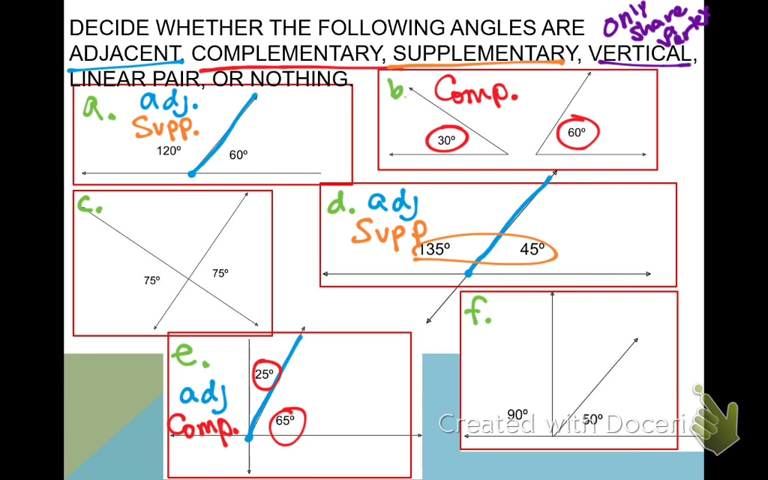 DECIDE WHETHER THE FOLLOWING ANGLES ARE
ADJACENT, COMPLEMENTARY, SUPPLEMENTARY, VERTICAL,
LINEAR PAIR, OR NOTHING.
only
share
vertex
a.
adj.
Supp.
120º
60º
b.
Comp.
30º
60º
c.
75º
75º
d.
adj
Supp
135º
45º
e.
adj
Comp.
25º
65º
f.
90º
50º
Created with Doceri